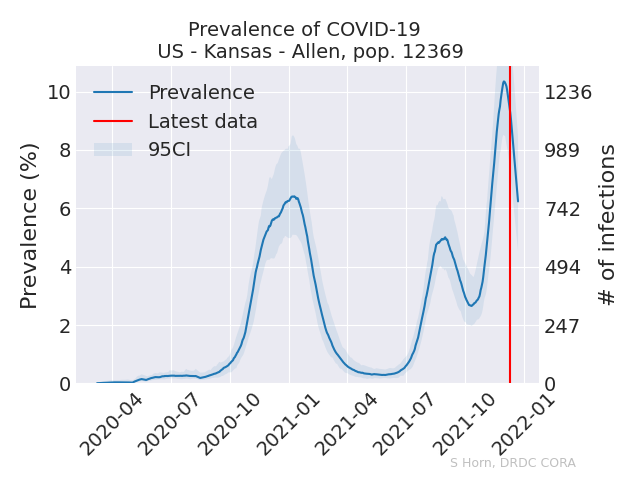 Prevalence of COVID-19
US - Kansas - Allen, pop. 12369
Prevalence
Latest data
95CI
Prevalence (%)
10
8
6
4
2
0
1236
989
742
494
247
0
# of infections
2020-04
2020-07
2020-10
2021-01
2021-04
2021-07
2021-10
2022-01
S Horn, DRDC CORA